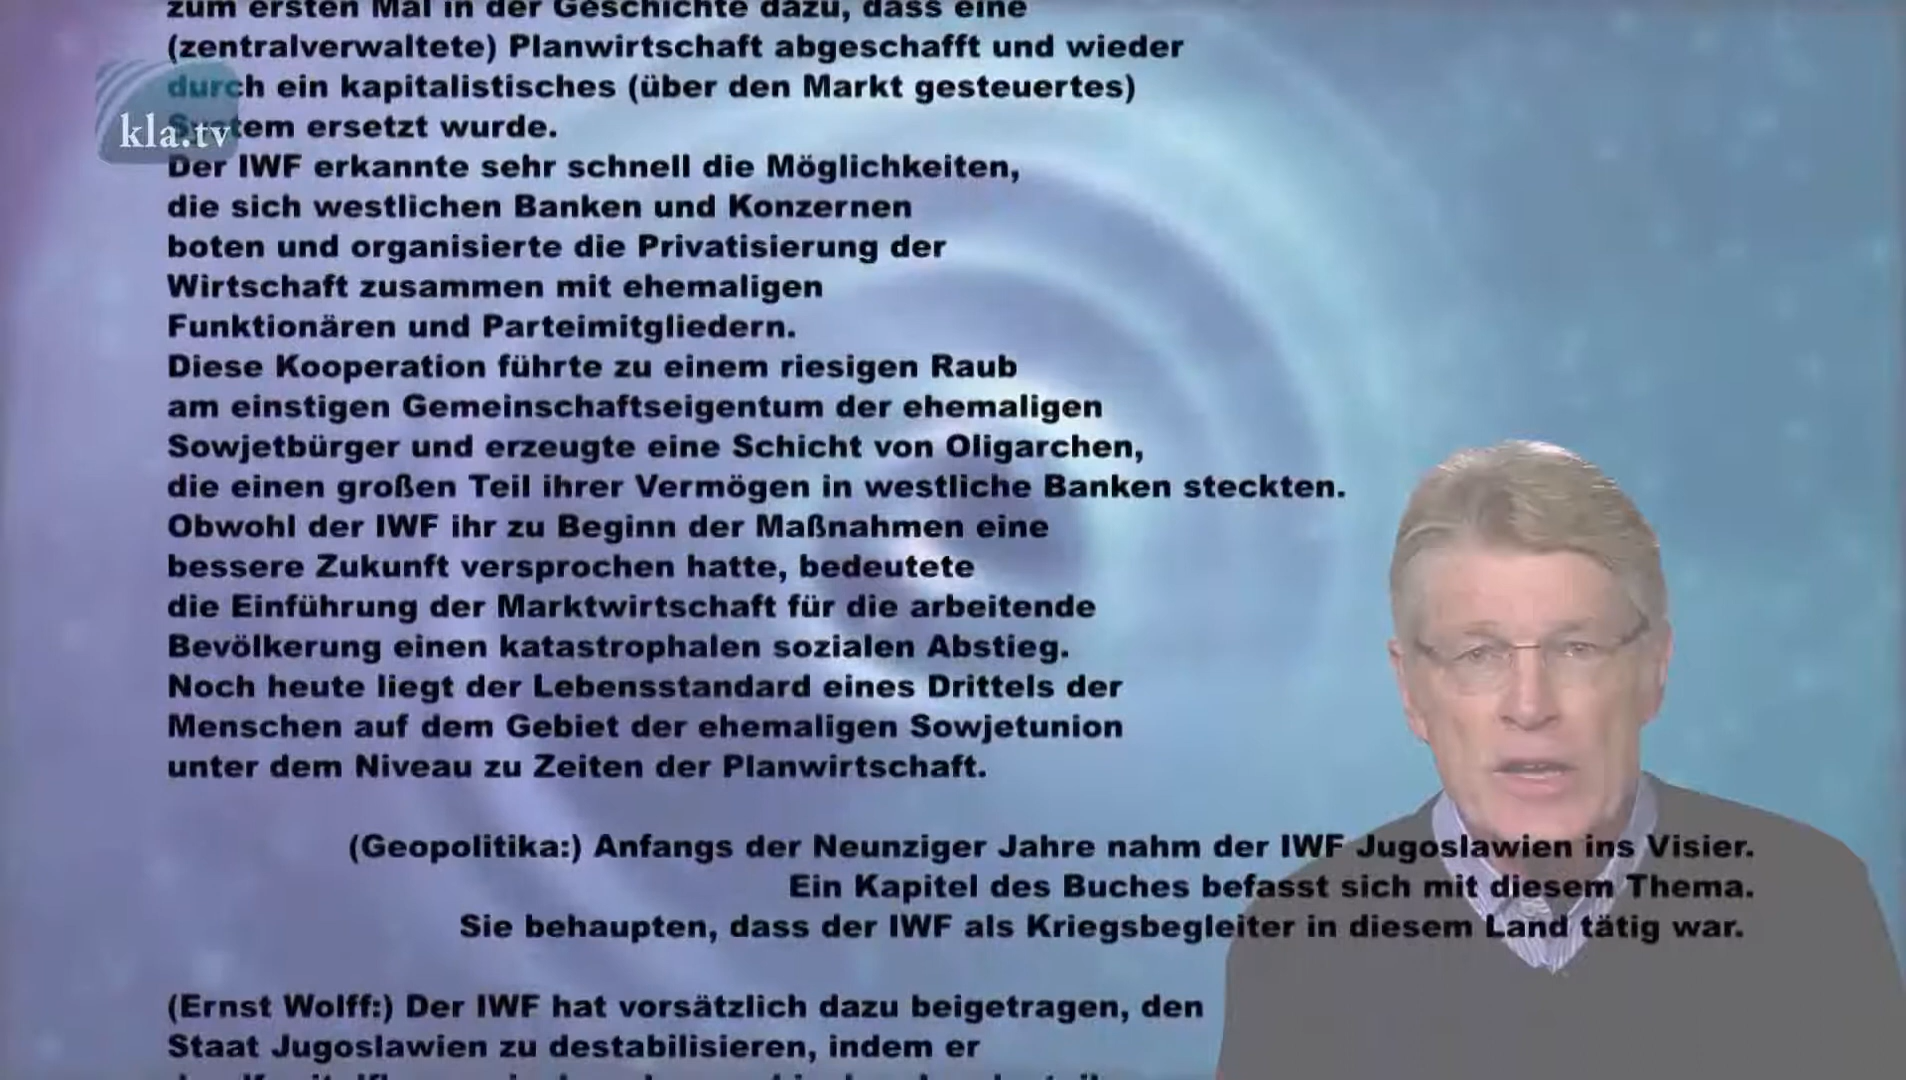 zum ersten Mal in der Geschichte dazu, dass eine
(zentralverwaltete) Planwirtschaft abgeschafft und wieder
durch ein kapitalistisches (über den Markt gesteuertes)
System ersetzt wurde.
kla.tv
Der IWF erkannte sehr schnell die Möglichkeiten,
die sich westlichen Banken und Konzernen
boten und organisierte die Privatisierung der
Wirtschaft zusammen mit ehemaligen
Funktionären und Parteimitgliedern.
Diese Kooperation führte zu einem riesigen Raub
am einstigen Gemeinschaftseigentum der ehemaligen
Sowjetbürger und erzeugte eine Schicht von Oligarchen,
die einen großen Teil ihrer Vermögen in westliche Banken steckten.
Obwohl der IWF ihr zu Beginn der Maßnahmen eine
bessere Zukunft versprochen hatte, bedeutete
die Einführung der Marktwirtschaft für die arbeitende
Bevölkerung einen katastrophalen sozialen Abstieg.
Noch heute liegt der Lebensstandard eines Drittels der
Menschen auf dem Gebiet der ehemaligen Sowjetunion
unter dem Niveau zu Zeiten der Planwirtschaft.
(Geopolitika:) Anfangs der Neunziger Jahre nahm der IWF Jugoslawien ins Visier.
Ein Kapitel des Buches befasst sich mit diesem Thema.
Sie behaupten, dass der IWF als Kriegsbegleiter in diesem Land tätig war.
(Ernst Wolff:) Der IWF hat vorsätzlich dazu beigetragen, den
Staat Jugoslawien zu destabilisieren, indem er